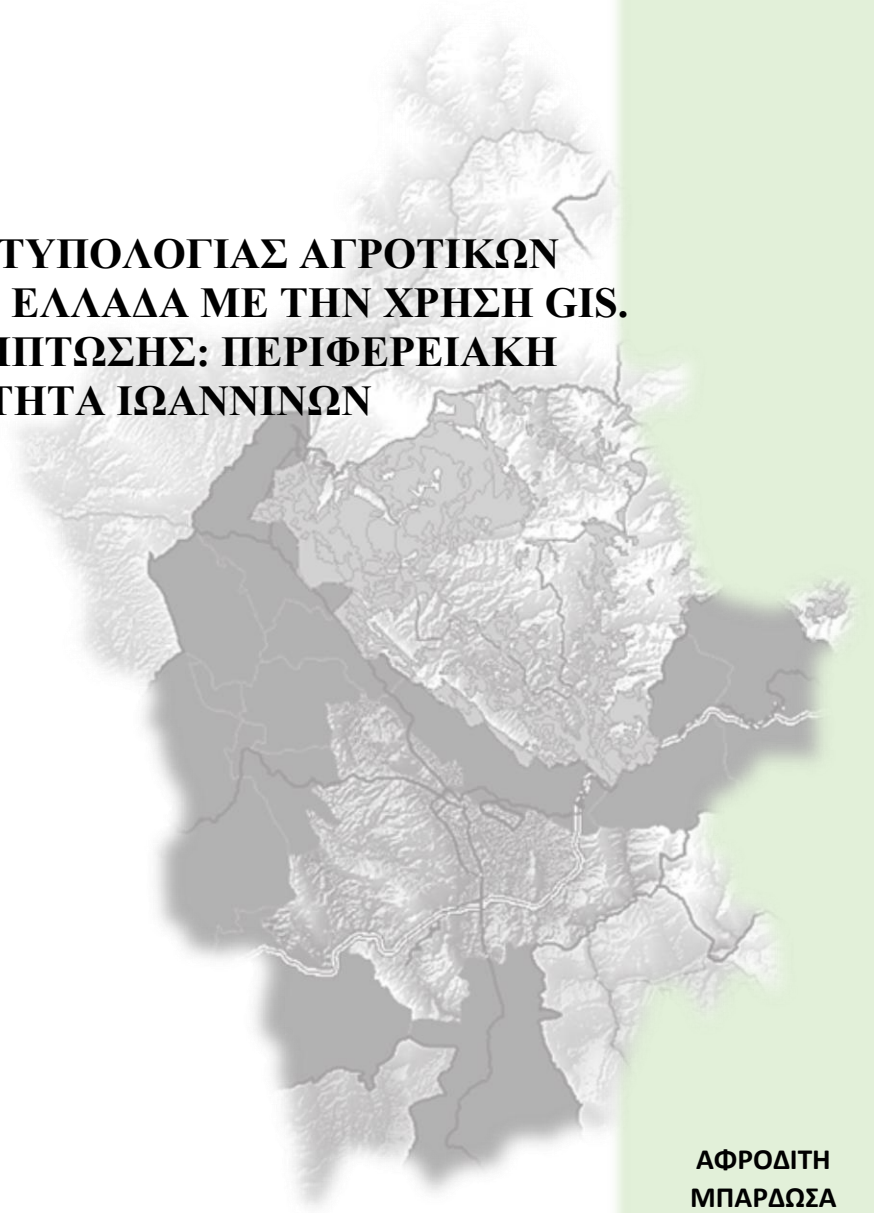 ΤΥΠΟΛΟΓΙΑΣ ΑΓΡΟΤΙΚΩΝ
ΕΛΛΑΔΑ ΜΕ ΤΗΝ ΧΡΗΣΗ GIS.
ΠΤΩΣΗΣ: ΠΕΡΙΦΕΡΕΙΑΚΗ
ΤΗΤΑ ΙΩΑΝΝΙΝΩΝ
ΑΦΡΟΔΙΤΗ
ΜΠΑΡΔΩΣΑ